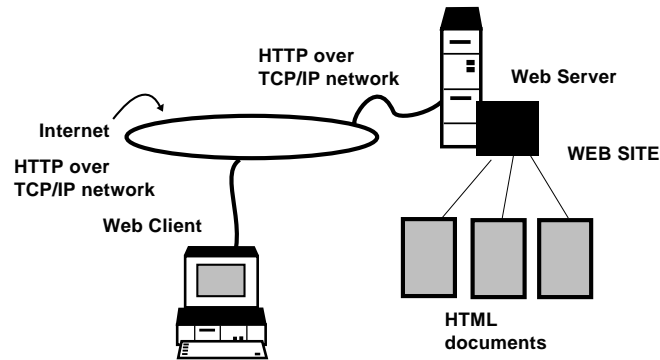 HTTP over
TCP/IP network
Web Server
Internet
WEB SITE
HTTP over
TCP/IP network
Web Client
HTML
documents